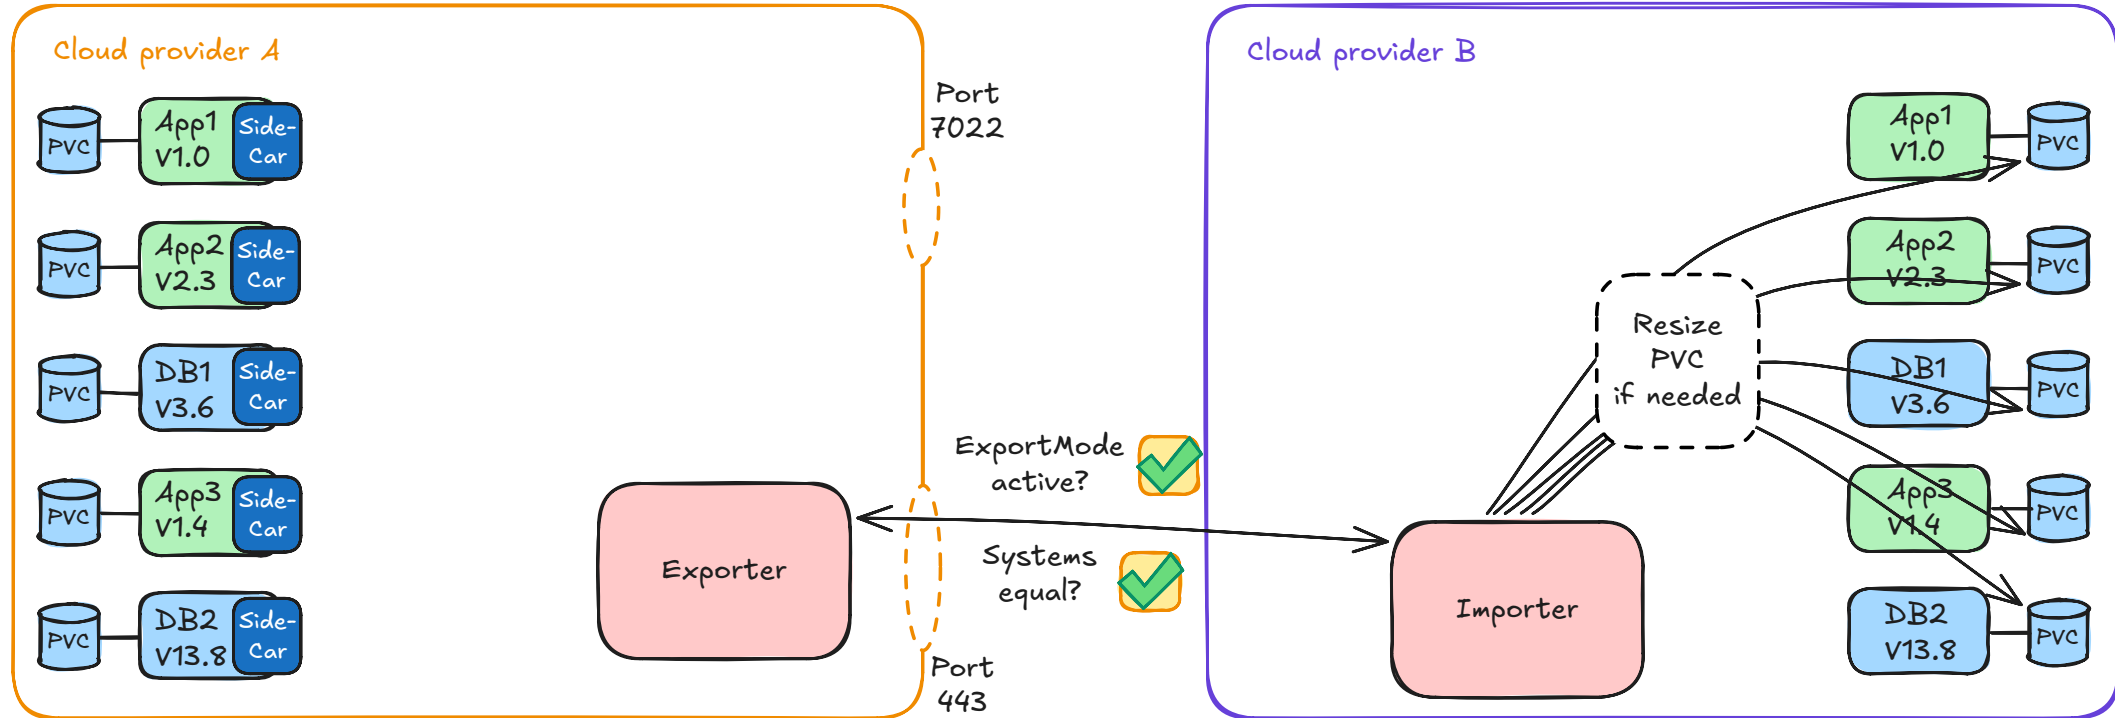 Cloud provider A
PVC
App1
V1.0
Side-
Car
PVC
App2
V2.3
Side-
Car
PVC
DB1
V3.6
Side-
Car
PVC
App3
V1.4
Side-
Car
PVC
DB2
V13.8
Side-
Car
Exporter
Port
7022
ExportMode
active?
Systems
equal?
Port
443
Cloud provider B
Importer
Resize
PVC
if needed
App1
V1.0
PVC
App2
V2.3
PVC
DB1
V3.6
PVC
App3
V1.4
PVC
DB2
V13.8
PVC